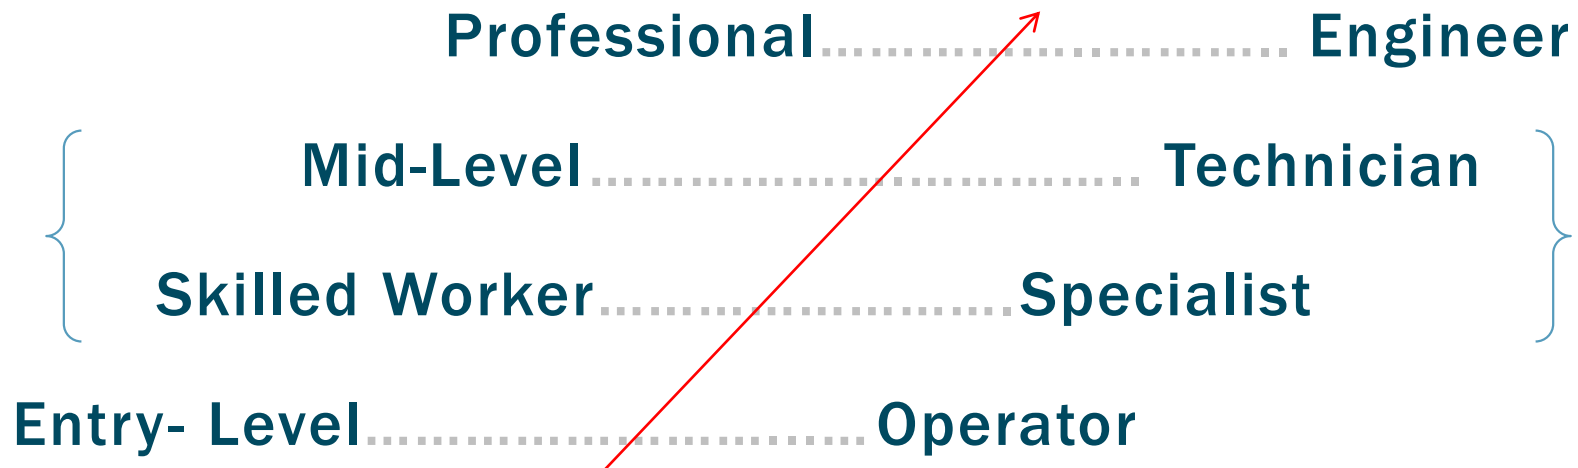 Professional.......................... Engineer
Mid-Level................................ Technician
Skilled Worker........................Specialist
Entry- Level.............................Operator